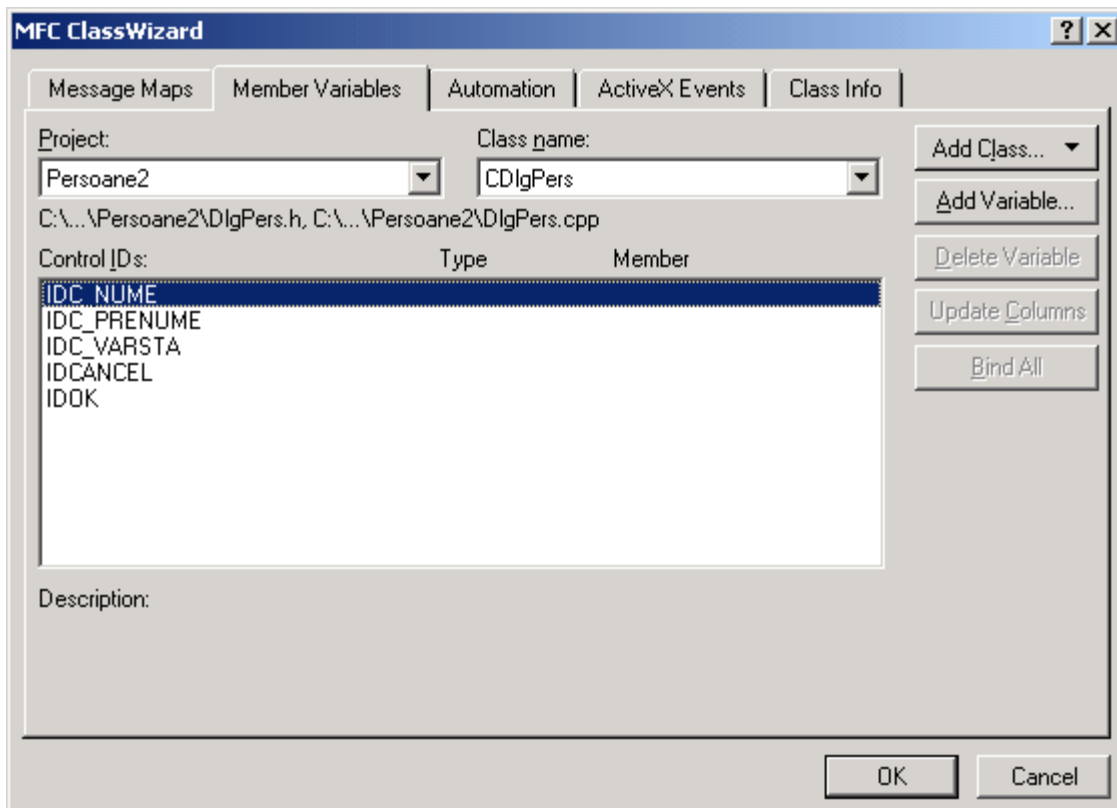 MFC ClassWizard
Message Maps Member Variables Automation ActiveX Events Class Info
Project: Class name:
Persoane2 CDlgPers
Add Class...
C:\...\Persoane2\DlgPers.h, C:\...\Persoane2\DlgPers.cpp
Add Variable...
Control IDs: Type Member
Delete Variable
IDC_NUME
IDC_PRENUME
Update Columns
IDC_VARSTA
IDCANCEL
Bind All
IDOK
Description:
OK Cancel